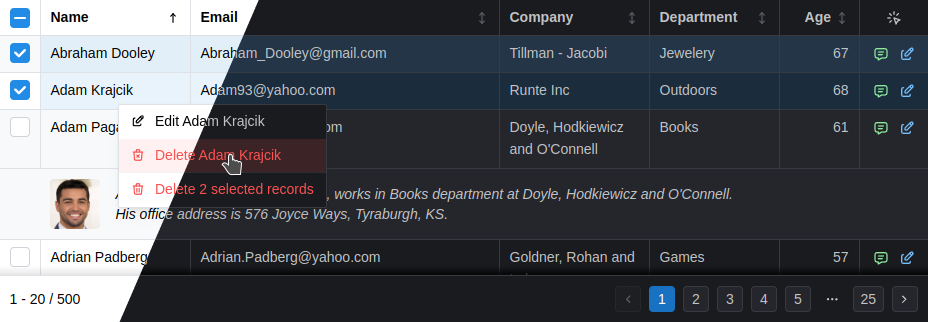 Name Email Company Department Age
Abraham Dooley Abraham_Dooley@gmail.com Tillman - Jacobi Jewelery 67
Adam Krajcik Adam93@yahoo.com Runte Inc Outdoors 68
Adam Paga om Doyle, Hodkiewicz Books 61
and O'Connell
Edit Adam Krajcik
Delete Adam Krajcik
Delete 2 selected records
, works in Books department at Doyle, Hodkiewicz and O'Connell.
His office address is 576 Joyce Ways, Tyraburgh, KS.
Adrian Padberg Adrian.Padberg@yahoo.com Goldner, Rohan and Games 57
1 - 20 / 500 1 2 3 4 5 ··· 25